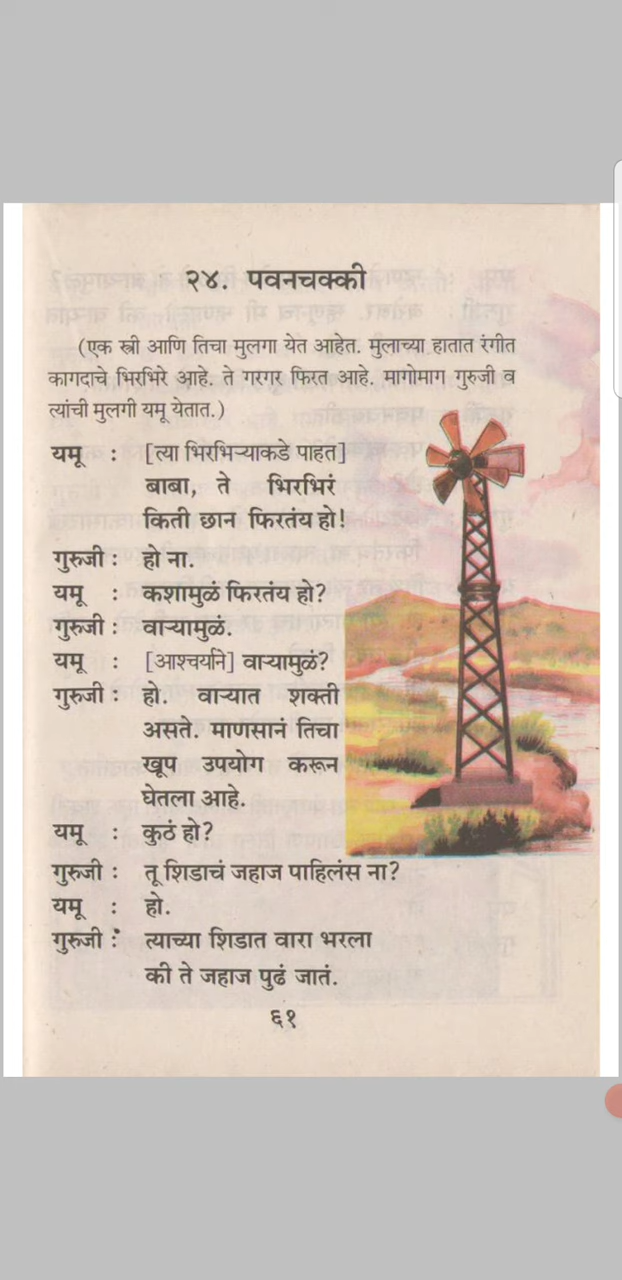 २४. पवनचक्की
(एक स्त्री आणि तिचा मुलगा येत आहेत. मुलाच्या हातात रंगीत
कागदाचे भिरभिरे आहे. ते गरगर फिरत आहे. मागोमाग गुरुजी व
त्यांची मुलगी यमू येतात.)
यमू : [त्या भिरभिऱ्याकडे पाहत]
बाबा, ते भिरभिरं
किती छान फिरतंय हो!
गुरुजी : हो ना.
यमू : कशामुळं फिरतंय हो?
गुरुजी : वाऱ्यामुळं.
यमू : [आश्चर्याने] वाऱ्यामुळं?
गुरुजी : हो. वाऱ्यात शक्ती
असते. माणसानं तिचा
खूप उपयोग करून
घेतला आहे.
यमू : कुठं हो?
गुरुजी : तू शिडाचं जहाज पाहिलंस ना?
यमू : हो.
गुरुजी : त्याच्या शिडात वारा भरला
की ते जहाज पुढं जातं.
६१